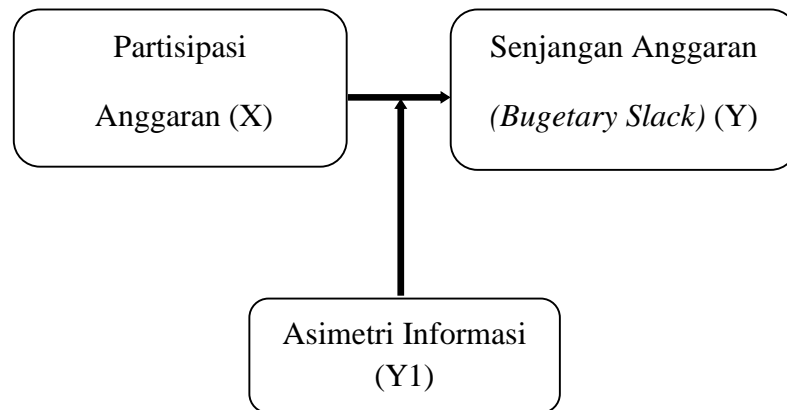 Partisipasi
Anggaran (X)
Senjangan Anggaran
(Bugetary Slack) (Y)
Asimetri Informasi
(Y1)